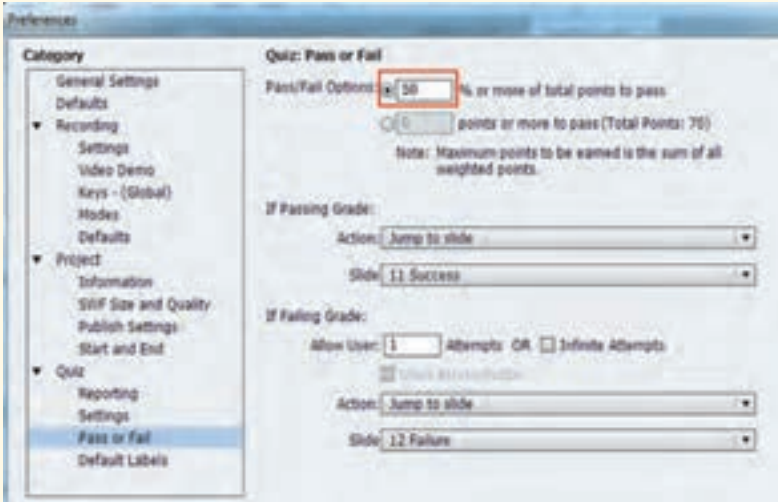 Preferences
Category
General Settings
Defaults
Recording
Settings
Video Demo
Keys - (Global)
Modes
Defaults
Project
Information
SWF Size and Quality
Publish Settings
Start and End
Quiz
Reporting
Settings
Pass or Fail
Default Labels
Quiz: Pass or Fail
Pass/Fail Options: 50 % or more of total points to pass
0 points or more to pass (Total Points: 70)
Note: Maximum points to be earned is the sum of all
weighted points.
If Passing Grade:
Action: Jump to slide
Slide 11 Success
If Failing Grade:
Allow User: 1 Attempts OR Infinite Attempts
Action: Jump to slide
Slide 12 Failure